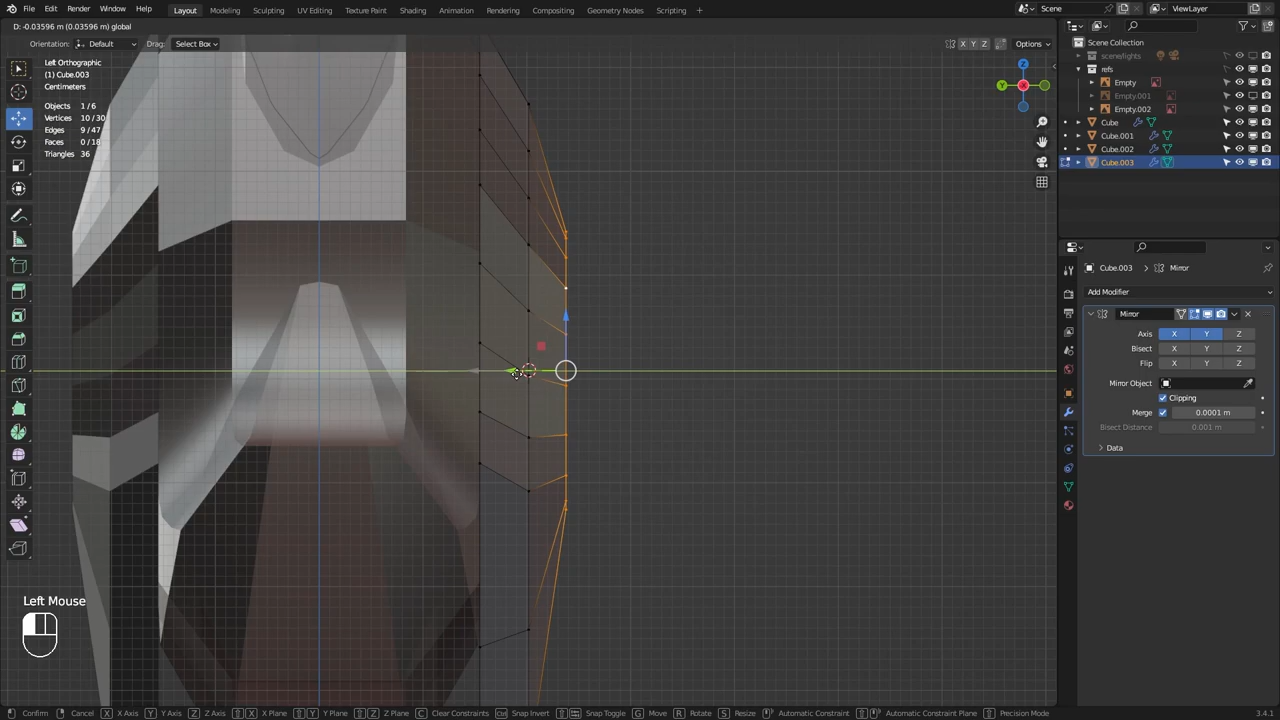 File Edit Render Window Help Layout Modeling Sculpting UV Editing Texture Paint Shading Animation Rendering Compositing Geometry Nodes Scripting + Scene ViewLayer
D: -0.03596 m (0.03596 m) global
Orientation: Default Drag: Select Box X Y Z Options
Left Orthographic
(1) Cube.003
Centimeters
Objects 1/6
Vertices 10/30
Edges 9/47
Faces 0/18
Triangles 36
Z
Y
X
Scene Collection
scene/lights
refs
Empty
Empty.001
Empty.002
Cube
Cube.001
Cube.002
Cube.003
Cube.003 > Mirror
Add Modifier
Mirror
Axis X Y Z
Bisect X Y Z
Flip X Y Z
Mirror Object
Clipping
Merge 0.0001 m
Bisect Distance 0.001 m
Data
Left Mouse
Confirm Cancel X X Axis Y Y Axis Z Z Axis X X Plane Y Y Plane Z Z Plane C Clear Constraints Snap Invert Snap Toggle G Move R Rotate S Resize Automatic Constraint Automatic Constraint Plane Precision Mode 3.4.1